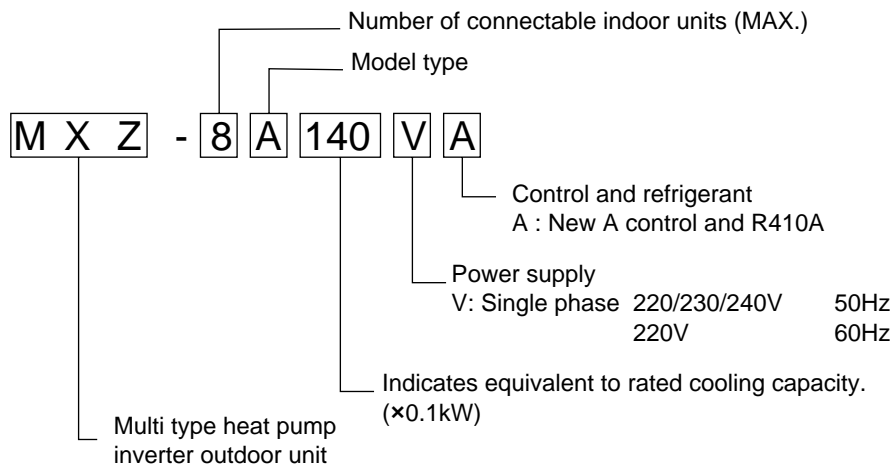 Number of connectable indoor units (MAX.)
Model type
M X Z - 8 A 140 V A
Control and refrigerant
A : New A control and R410A
Power supply
V: Single phase 220/230/240V 50Hz
220V 60Hz
Indicates equivalent to rated cooling capacity.
(×0.1kW)
Multi type heat pump
inverter outdoor unit